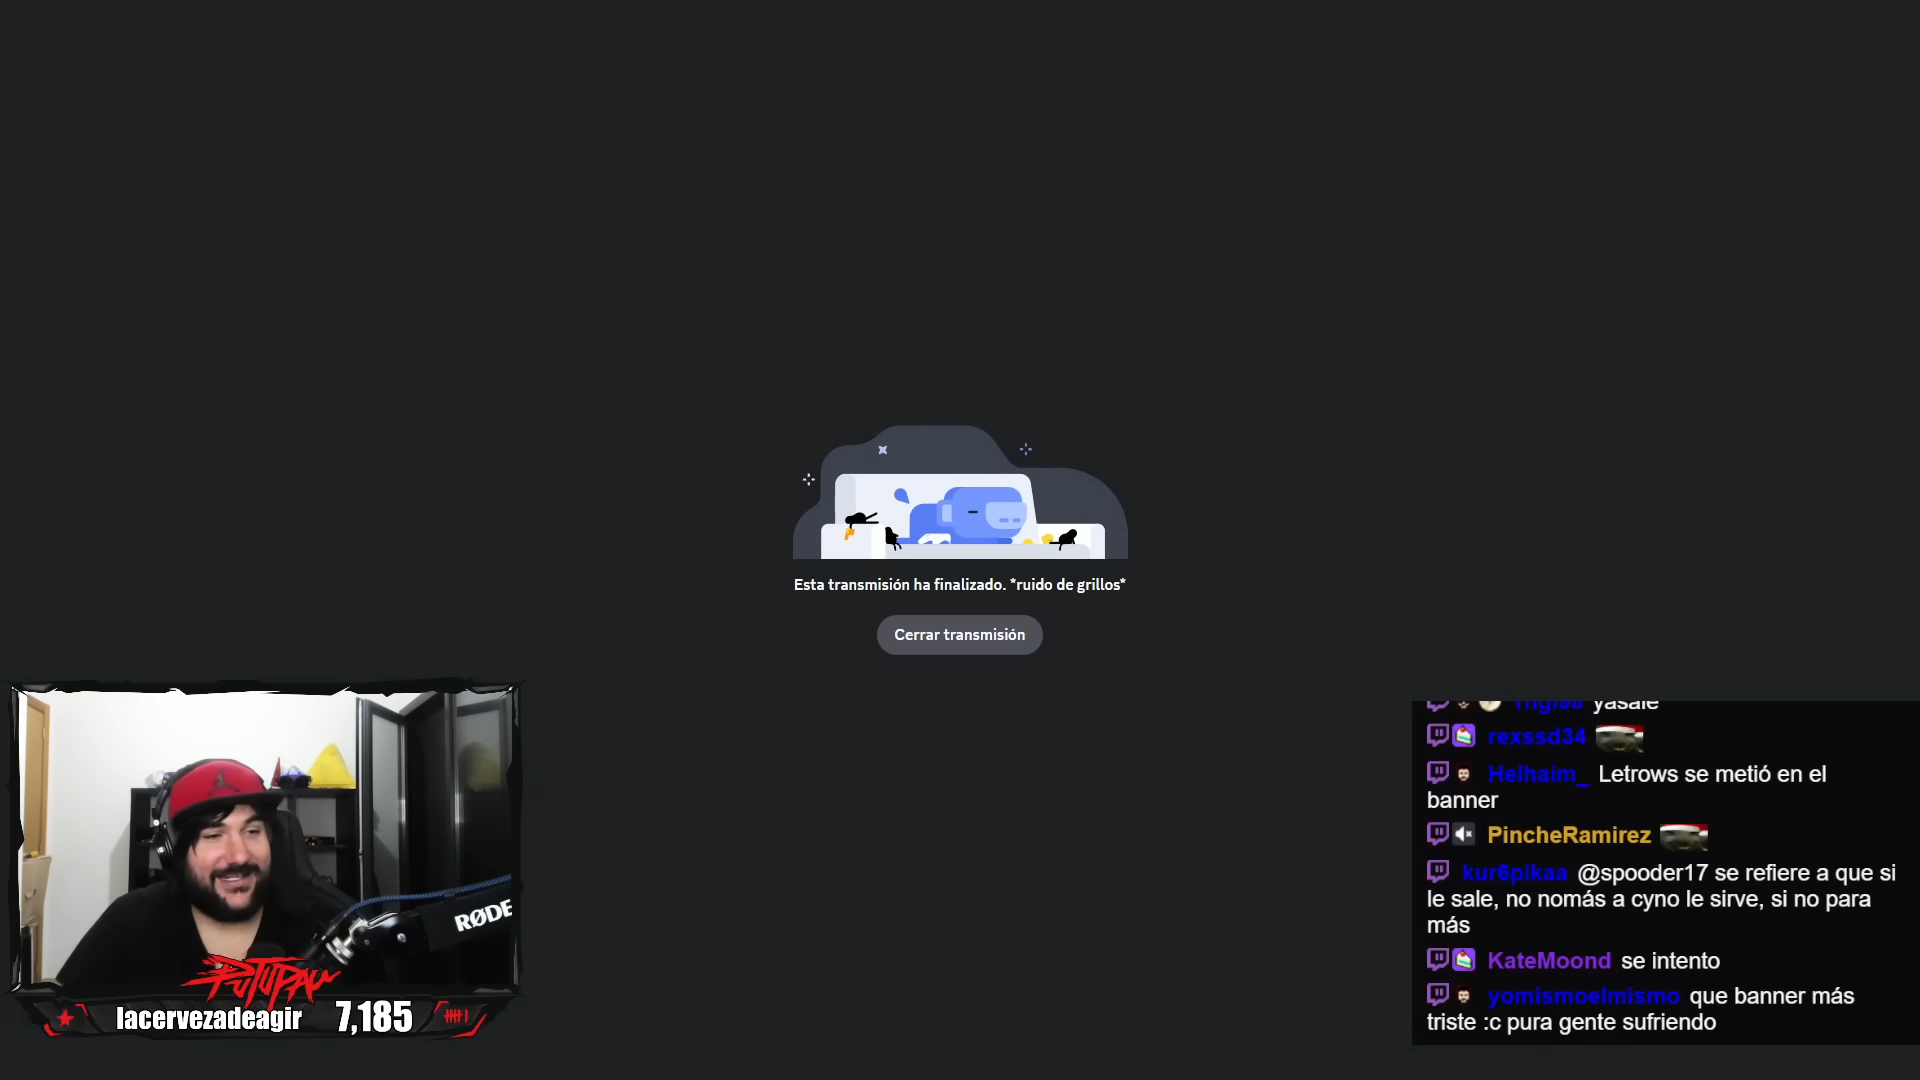 Esta transmisión ha finalizado. *ruido de grillos*
Cerrar transmisión
RØDE
PUTUPAU
lacervezadeagir 7,185
yasale
rexssd34
Helhaim_ Letrows se metió en el
banner
PincheRamirez
kur6pikaa @spooder17 se refiere a que si
le sale, no nomás a cyno le sirve, si no para
más
KateMoond se intento
yomismoelmismo que banner más
triste :c pura gente sufriendo